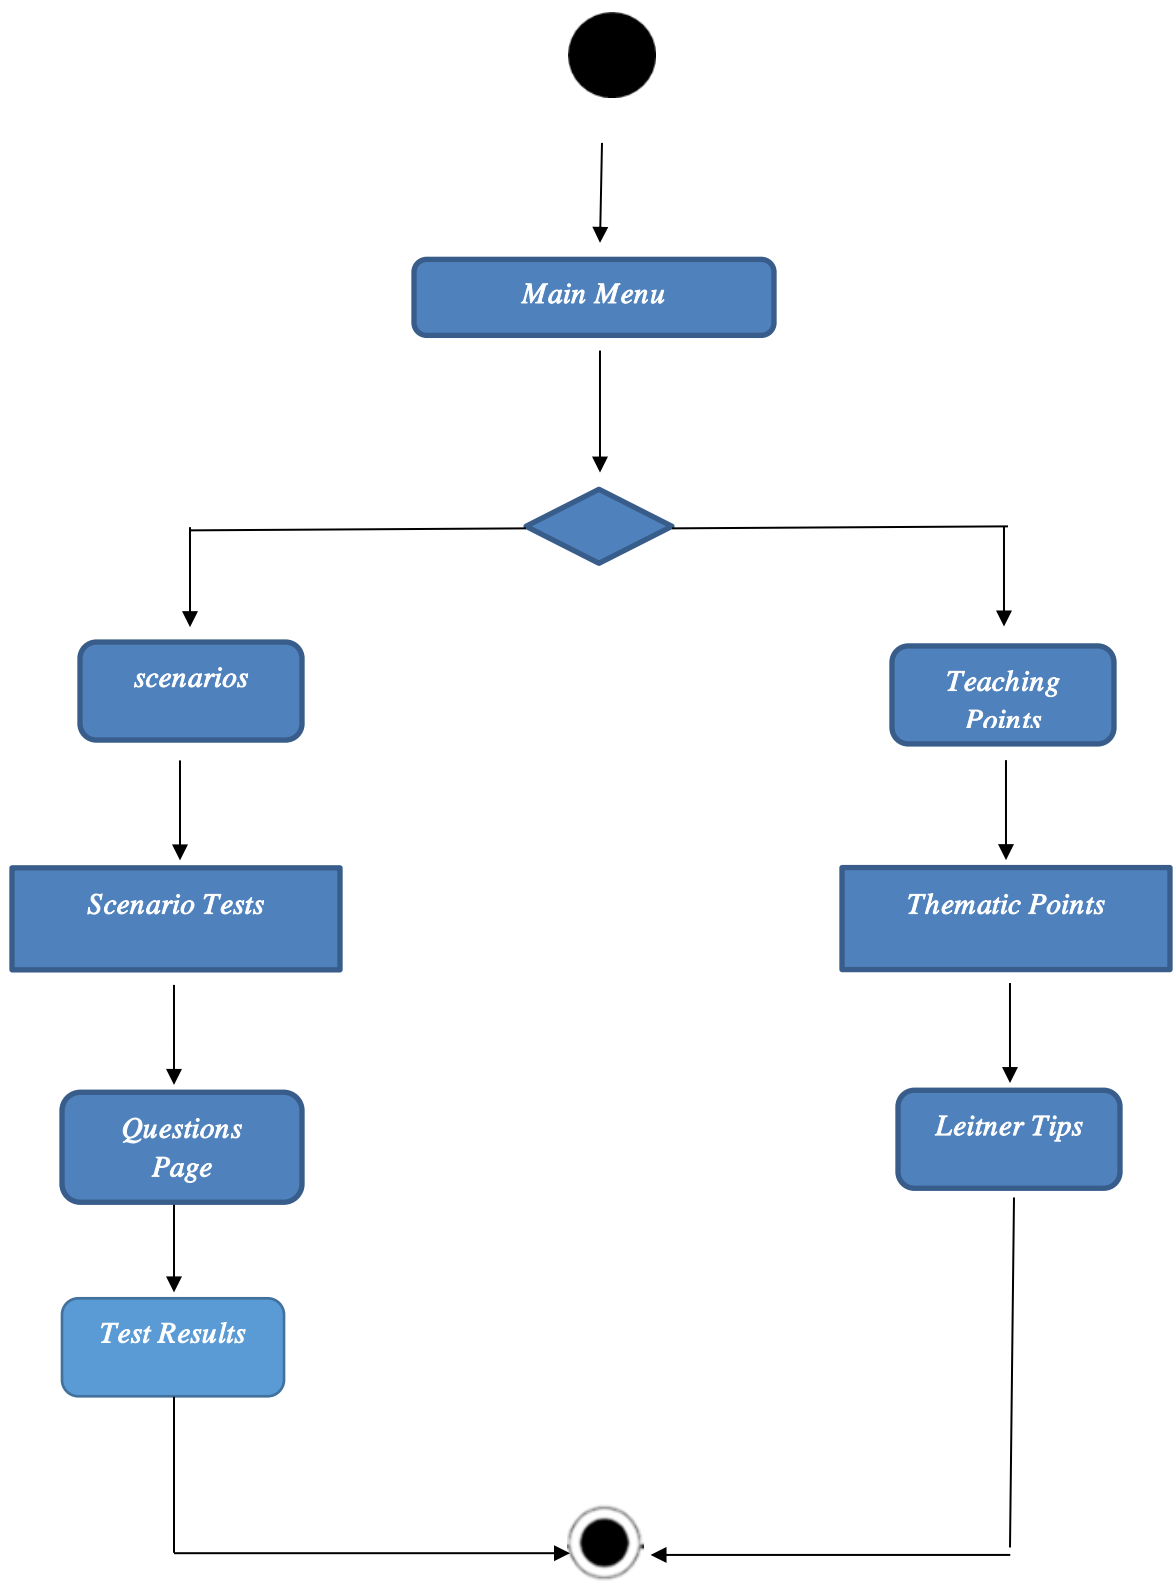 Main Menu
scenarios
Teaching
Points
Scenario Tests
Thematic Points
Questions
Page
Leitner Tips
Test Results